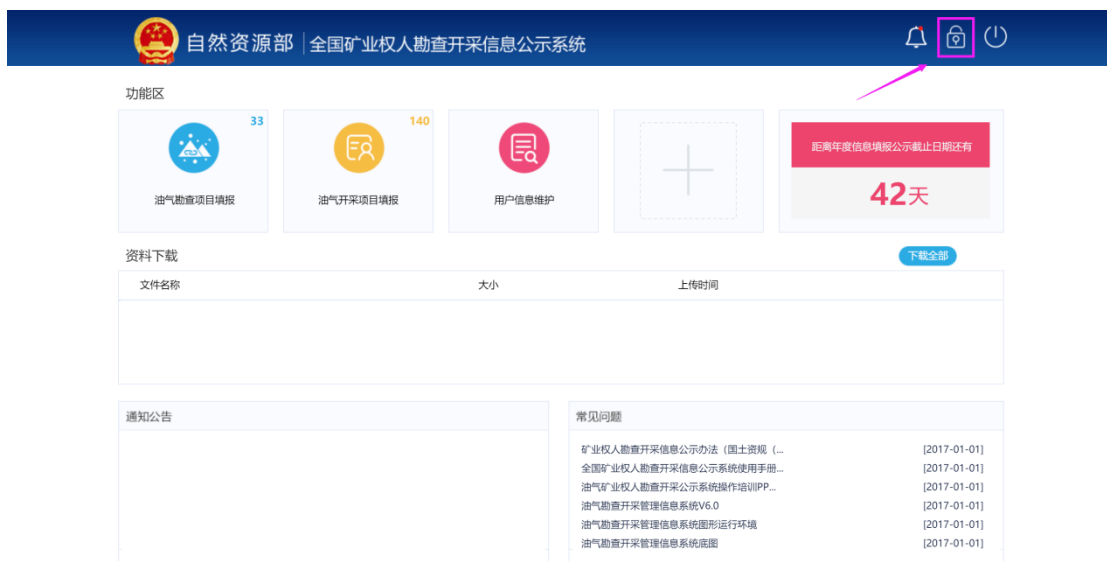 自然资源部 全国矿业权人勘查开采信息公示系统
功能区
33
油气勘查项目填报
140
油气开采项目填报
用户信息维护
距离年度信息填报公示截止日期还有
42天
资料下载
下载全部
文件名称 大小 上传时间
通知公告
常见问题
矿业权人勘查开采信息公示办法（国土资规（... [2017-01-01]
全国矿业权人勘查开采信息公示系统使用手册... [2017-01-01]
油气矿业权人勘查开采公示系统操作培训PP... [2017-01-01]
油气勘查开采管理信息系统V6.0 [2017-01-01]
油气勘查开采管理信息系统图形运行环境 [2017-01-01]
油气勘查开采管理信息系统底图 [2017-01-01]